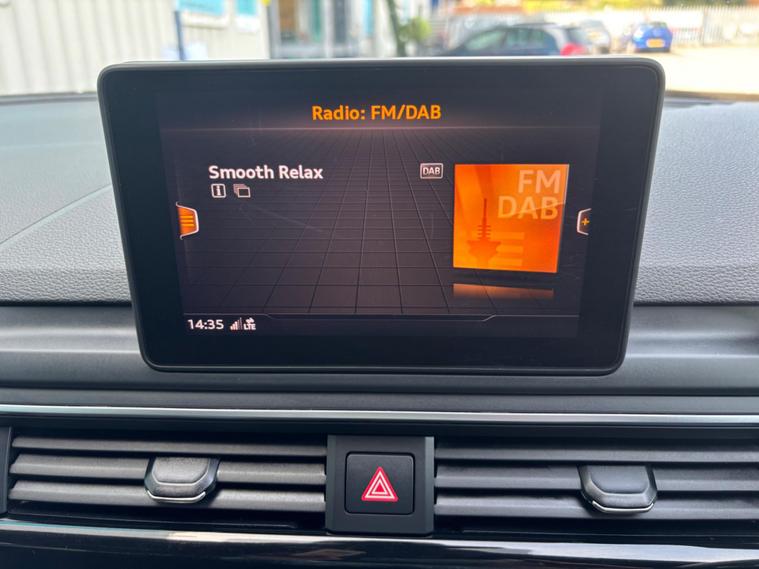 Radio: FM/DAB
Smooth Relax
DAB
FM
DAB
14:35 LTE